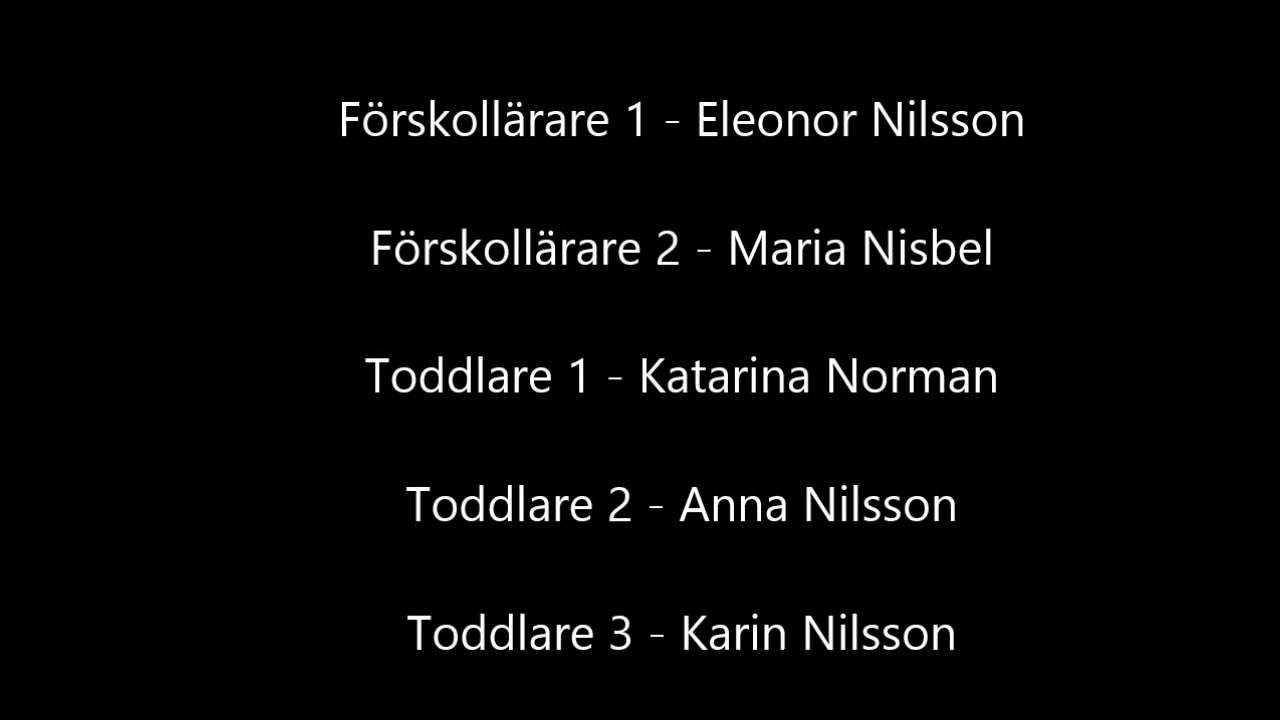 Förskollärare 1 - Eleonor Nilsson
Förskollärare 2 - Maria Nisbel
Toddlare 1 - Katarina Norman
Toddlare 2 - Anna Nilsson
Toddlare 3 - Karin Nilsson